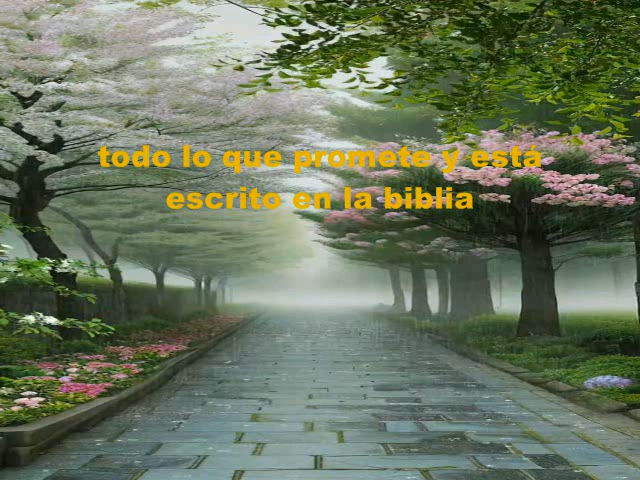 todo lo que promete y está
escrito en la biblia